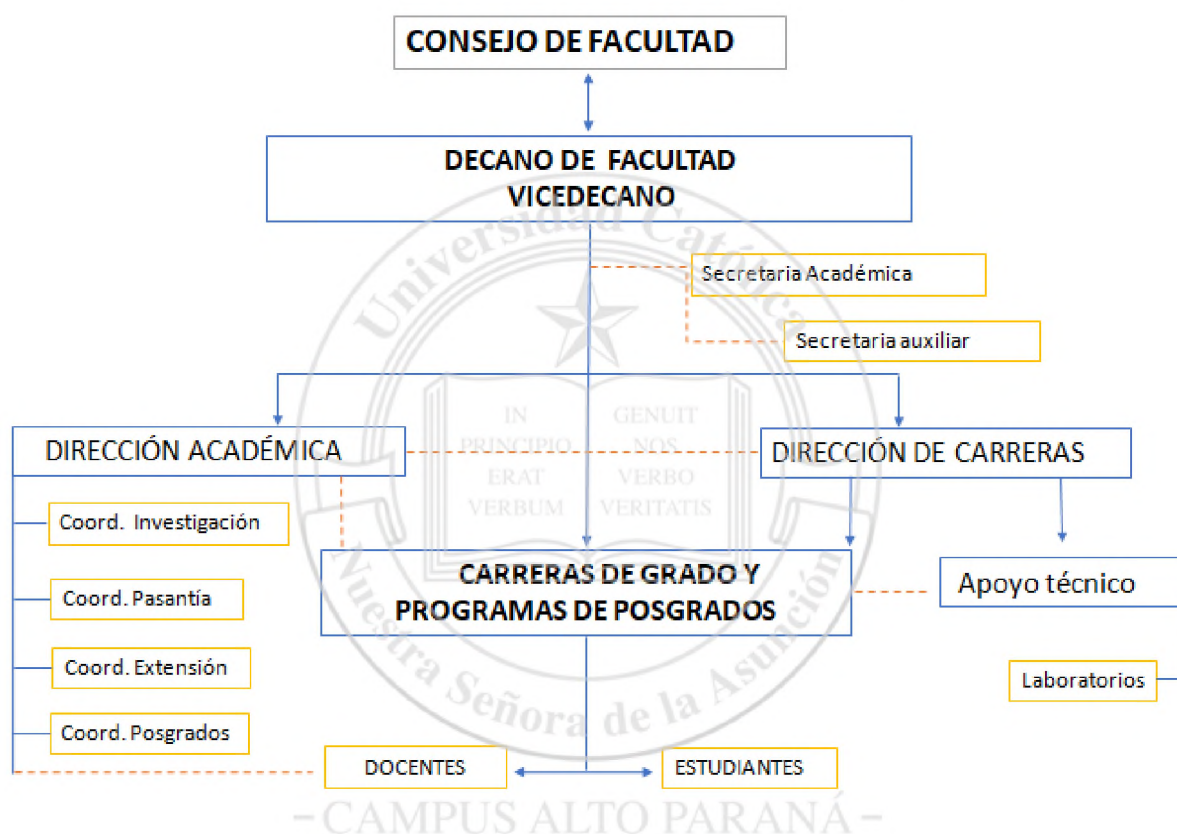 CONSEJO DE FACULTAD
DECANO DE FACULTAD
VICEDECANO
Secretaria Académica
Secretaria auxiliar
DIRECCIÓN ACADÉMICA
DIRECCIÓN DE CARRERAS
Coord. Investigación
Coord. Pasantía
Coord. Extensión
Coord. Posgrados
CARRERAS DE GRADO Y
PROGRAMAS DE POSGRADOS
Apoyo técnico
Laboratorios
DOCENTES
ESTUDIANTES
Universidad Católica
IN
PRINCIPIO
ERAT
VERBUM
GENUIT
NOS
VERBO
VERITATIS
Nuestra Señora de la Asunción
- CAMPUS ALTO PARANÁ -